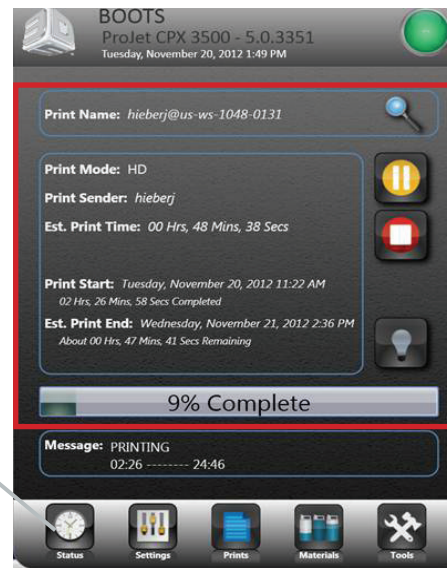 BOOTS
ProJet CPX 3500 - 5.0.3351
Tuesday, November 20, 2012 1:49 PM
Print Name: hieberj@us-ws-1048-0131
Print Mode: HD
Print Sender: hieberj
Est. Print Time: 00 Hrs, 48 Mins, 38 Secs
Print Start: Tuesday, November 20, 2012 11:22 AM
02 Hrs, 26 Mins, 58 Secs Completed
Est. Print End: Wednesday, November 21, 2012 2:36 PM
About 00 Hrs, 47 Mins, 41 Secs Remaining
9% Complete
Message: PRINTING
02:26 -------- 24:46
Status Settings Prints Materials Tools